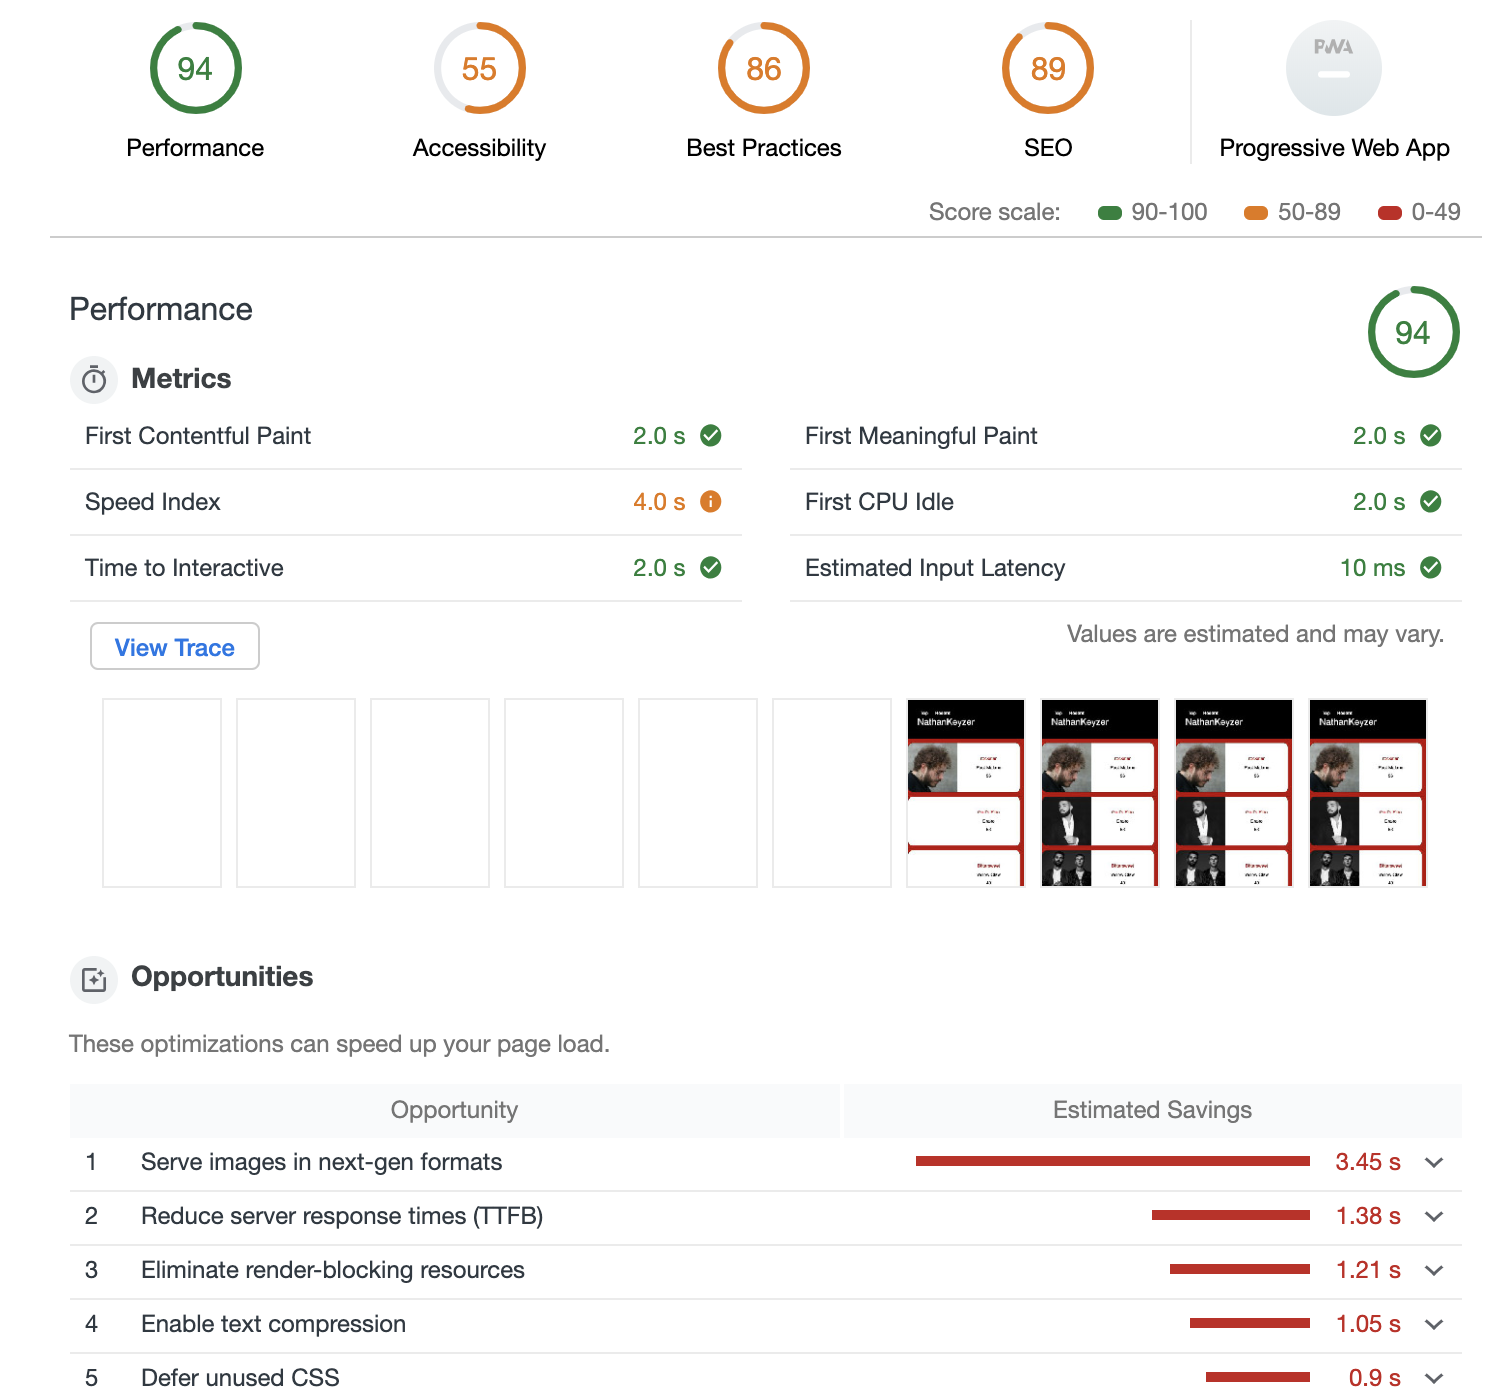 94
55
86
89
PWA
Performance
Accessibility
Best Practices
SEO
Progressive Web App
Score scale: 90-100 50-89 0-49
Performance
94
Metrics
First Contentful Paint 2.0 s
First Meaningful Paint 2.0 s
Speed Index 4.0 s
First CPU Idle 2.0 s
Time to Interactive 2.0 s
Estimated Input Latency 10 ms
View Trace
Values are estimated and may vary.
NathanKeyzer
NathanKeyzer
NathanKeyzer
NathanKeyzer
Opportunities
These optimizations can speed up your page load.
Opportunity Estimated Savings
1 Serve images in next-gen formats 3.45 s
2 Reduce server response times (TTFB) 1.38 s
3 Eliminate render-blocking resources 1.21 s
4 Enable text compression 1.05 s
5 Defer unused CSS 0.9 s